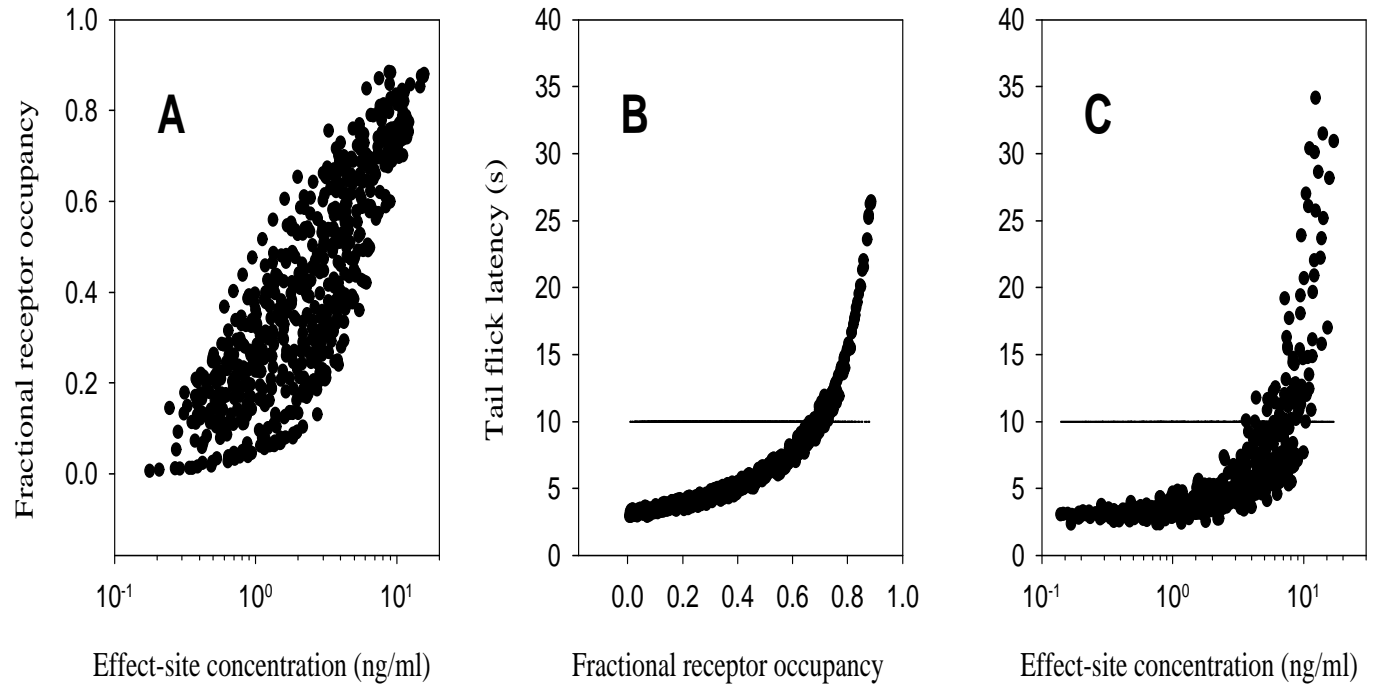 A
1.0
0.8
0.6
0.4
0.2
0.0
Fractional receptor occupancy
10⁻¹ 10⁰ 10¹
Effect-site concentration (ng/ml)
B
40
35
30
25
20
15
10
5
0
Tail flick latency (s)
0.0 0.2 0.4 0.6 0.8 1.0
Fractional receptor occupancy
C
40
35
30
25
20
15
10
5
0
10⁻¹ 10⁰ 10¹
Effect-site concentration (ng/ml)